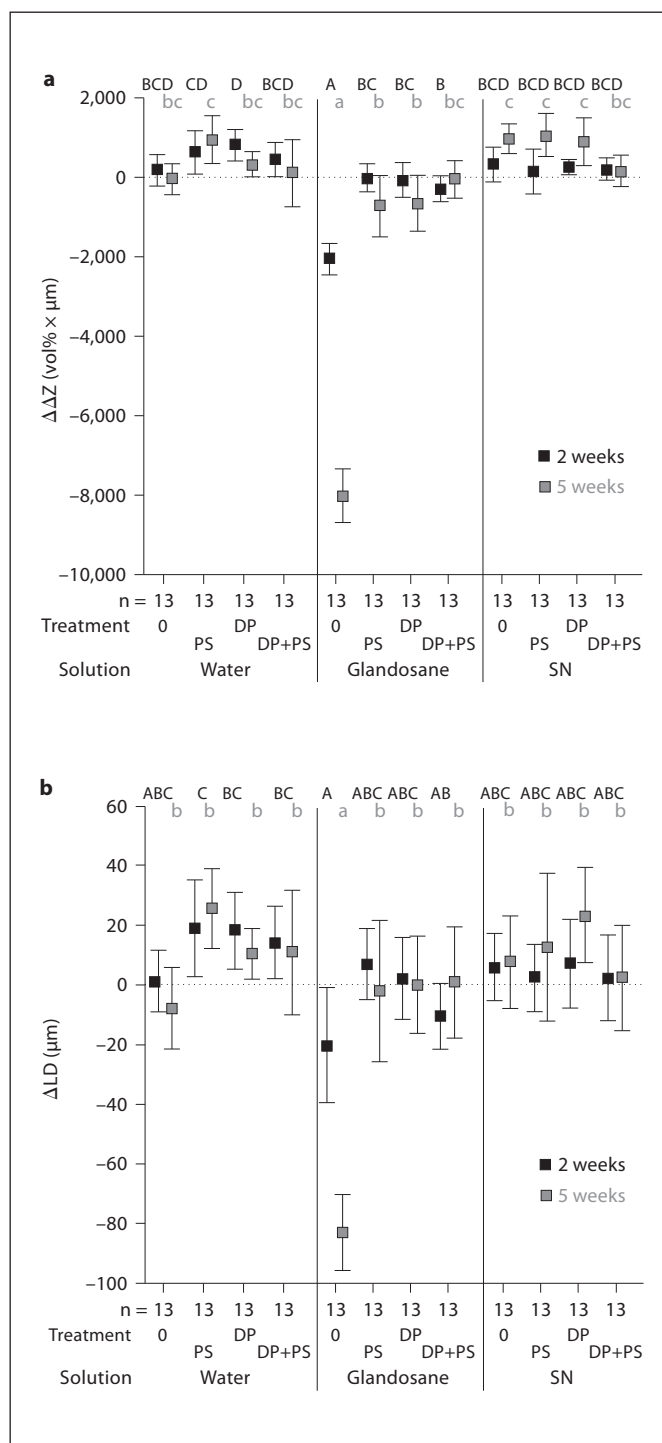 a
BCD CD D BCD A BC BC B BCD BCD BCD BCD
bc c bc bc a b b bc c c c bc
2,000
0
–2,000
–4,000
–6,000
–8,000
–10,000
ΔΔZ (vol% × µm)
2 weeks
5 weeks
n = 13 13 13 13 13 13 13 13 13 13 13 13
Treatment 0 DP 0 DP 0 DP
PS DP+PS PS DP+PS PS DP+PS
Solution Water Glandosane SN
b
ABC C BC BC A ABC ABC AB ABC ABC ABC ABC
b b b b a b b b b b b b
60
40
20
0
–20
–40
–60
–80
–100
ΔLD (µm)
2 weeks
5 weeks
n = 13 13 13 13 13 13 13 13 13 13 13 13
Treatment 0 DP 0 DP 0 DP
PS DP+PS PS DP+PS PS DP+PS
Solution Water Glandosane SN